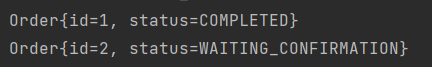 Order{id=1, status=COMPLETED}
Order{id=2, status=WAITING_CONFIRMATION}